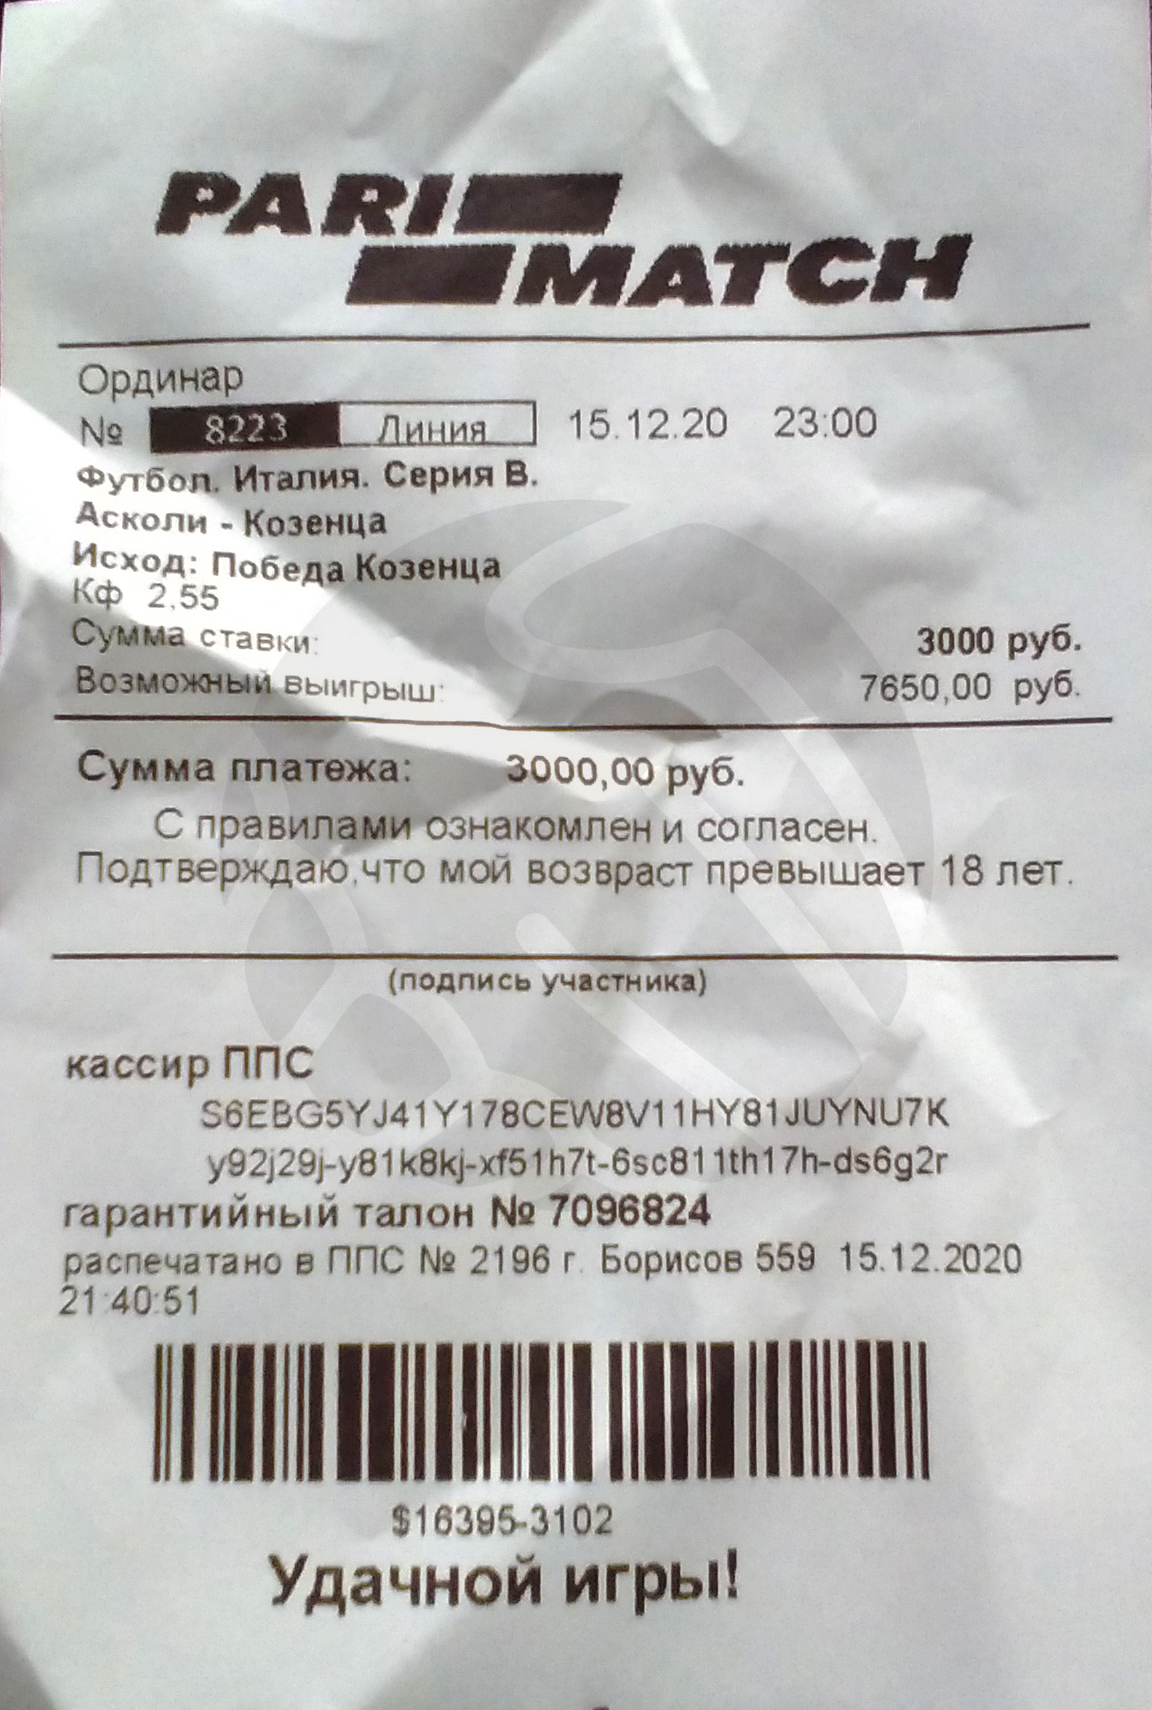 PARI
MATCH
Ординар
№ 8223 Линия 15.12.20 23:00
Футбол. Италия. Серия В.
Асколи - Козенца
Исход: Победа Козенца
Кф 2,55
Сумма ставки: 3000 руб.
Возможный выигрыш: 7650,00 руб.
Сумма платежа: 3000,00 руб.
С правилами ознакомлен и согласен.
Подтверждаю,что мой возвраст превышает 18 лет.
(подпись участника)
кассир ППС
S6EBG5YJ41Y178CEW8V11HY81JUYNU7K
y92j29j-y81k8kj-xf51h7t-6sc811th17h-ds6g2r
гарантийный талон № 7096824
распечатано в ППС № 2196 г. Борисов 559 15.12.2020
21:40:51
$16395-3102
Удачной игры!